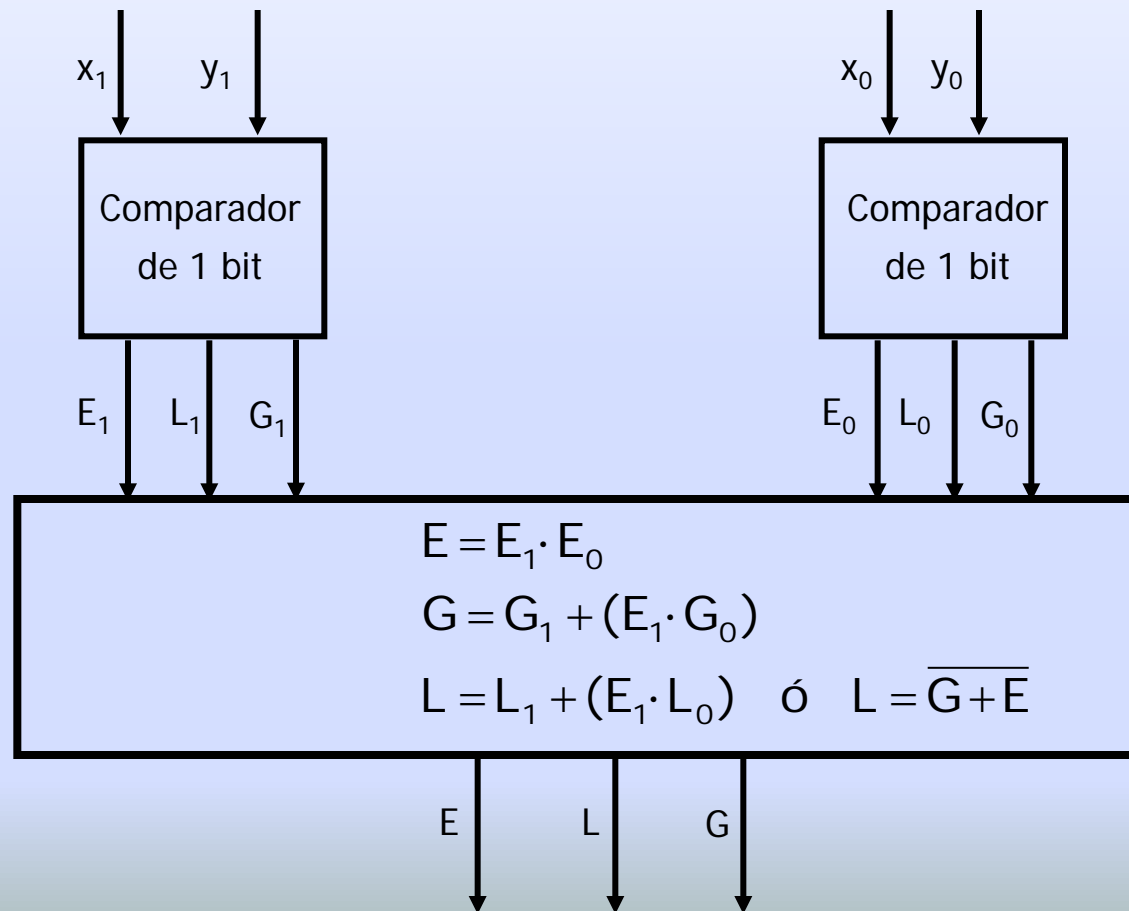 x₁ y₁ x₀ y₀
Comparador
de 1 bit
Comparador
de 1 bit
E₁ L₁ G₁ E₀ L₀ G₀
E = E₁· E₀
G = G₁ + (E₁· G₀)
L = L₁ + (E₁· L₀) ó L = \overline{G + E}
E L G